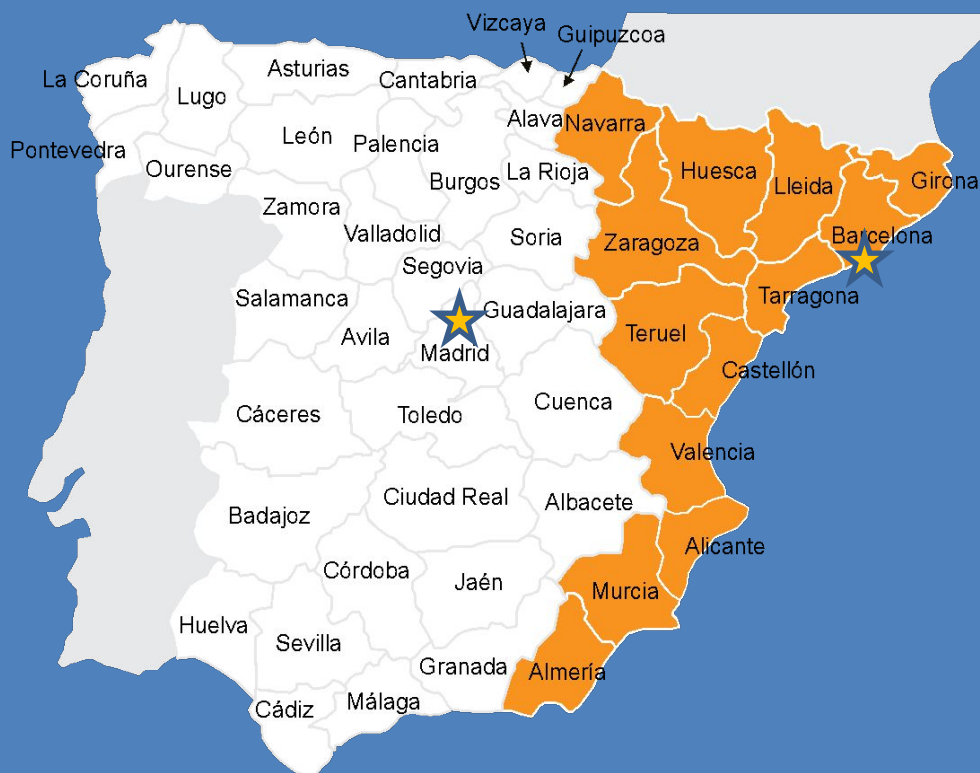 Vizcaya
Guipuzcoa
La Coruña
Asturias
Cantabria
Lugo
Alava
Navarra
León
Palencia
Pontevedra
Ourense
Burgos
La Rioja
Huesca
Lleida
Girona
Zamora
Valladolid
Soria
Zaragoza
Barcelona
Segovia
Salamanca
Guadalajara
Tarragona
Avila
Madrid
Teruel
Castellón
Cáceres
Toledo
Cuenca
Valencia
Badajoz
Ciudad Real
Albacete
Alicante
Córdoba
Jaén
Murcia
Huelva
Sevilla
Granada
Almería
Cádiz
Málaga